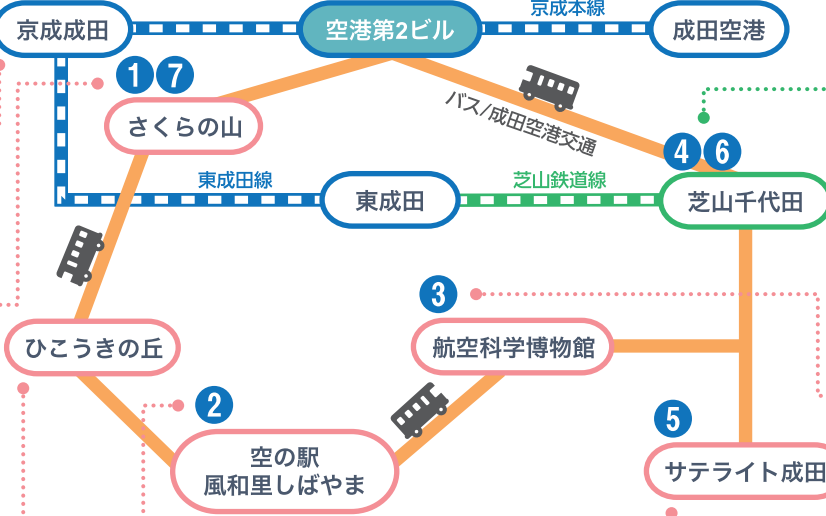 京成本線
京成成田
空港第2ビル
成田空港
1 7
さくらの山
バス/成田空港交通
4 6
東成田線
東成田
芝山鉄道線
芝山千代田
3
ひこうきの丘
航空科学博物館
2
空の駅
風和里しばやま
5
サテライト成田